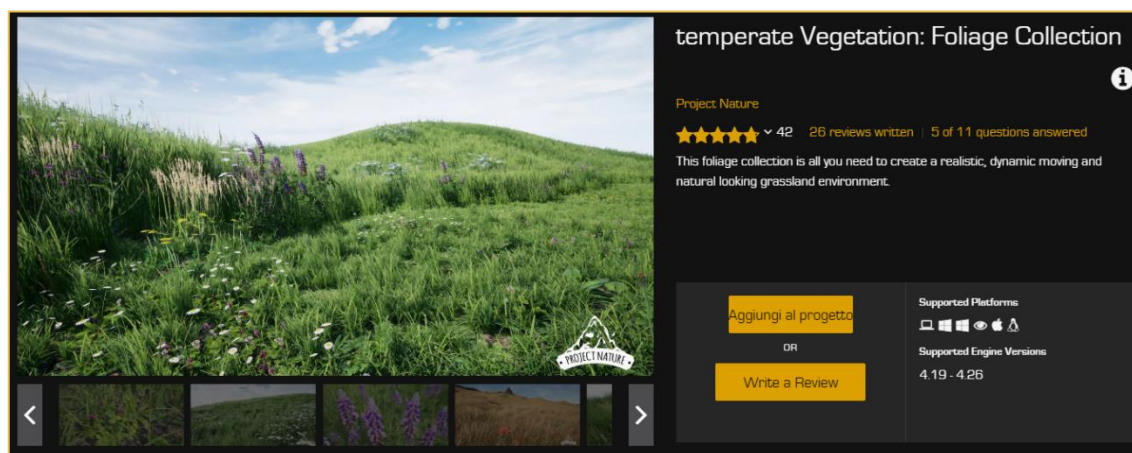 temperate Vegetation: Foliage Collection
Project Nature
42 26 reviews written | 5 of 11 questions answered
This foliage collection is all you need to create a realistic, dynamic moving and
natural looking grassland environment.
PROJECT NATURE
Aggiungi al progetto
OR
Write a Review
Supported Platforms
Supported Engine Versions
4.19 - 4.26